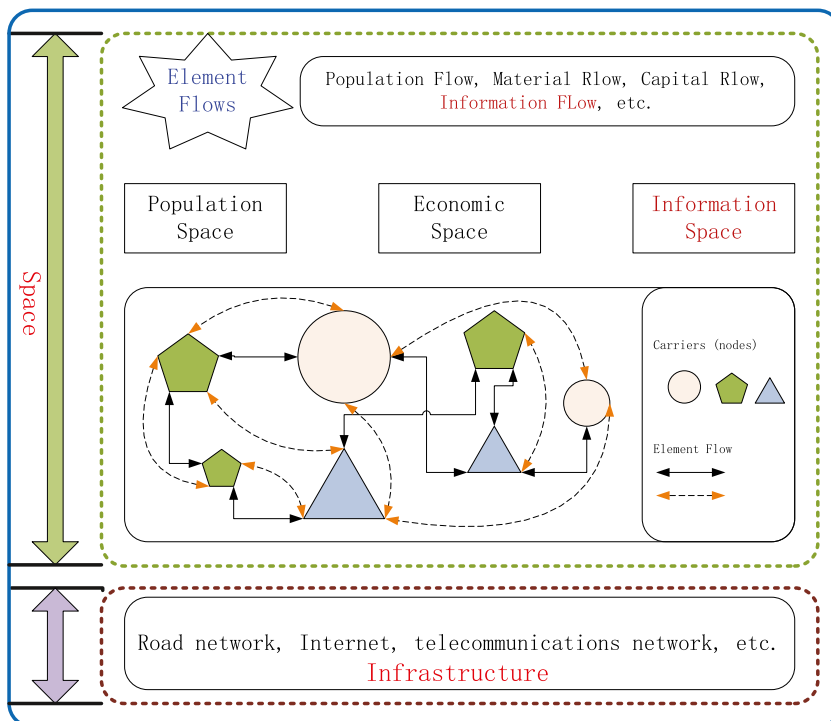 Element
Flows
Population Flow, Material Rlow, Capital Rlow,
Information FLow, etc.
Population
Space
Economic
Space
Information
Space
Space
Carriers (nodes)
Element Flow
Road network, Internet, telecommunications network, etc.
Infrastructure